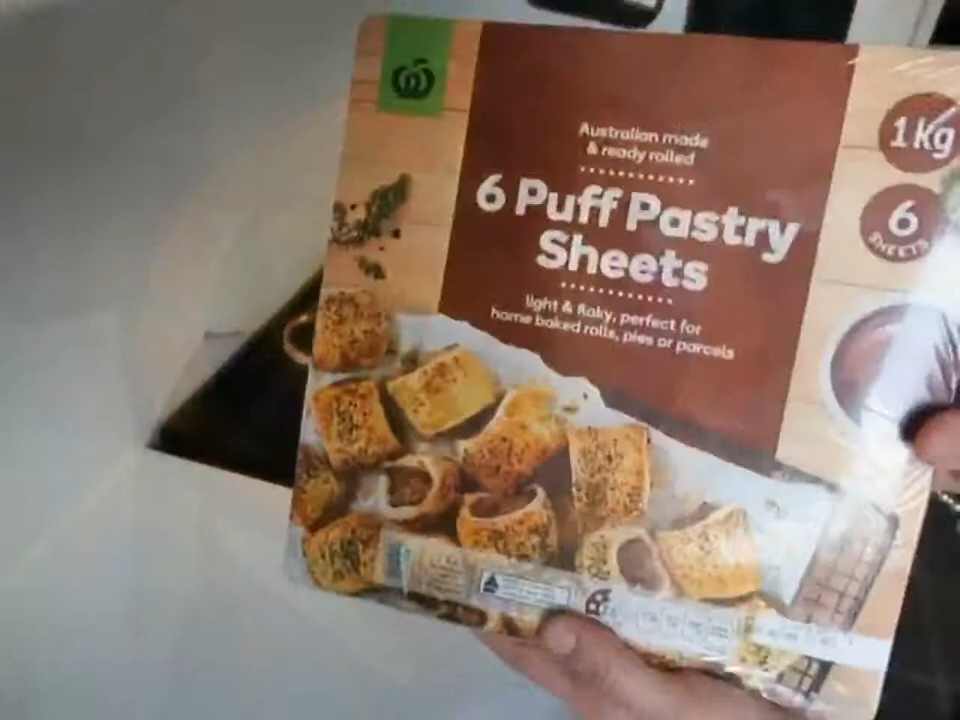 Australian made
& ready rolled
6 Puff Pastry
Sheets
light & flaky, perfect for
home baked rolls, pies or parcels
1kg
6
SHEETS